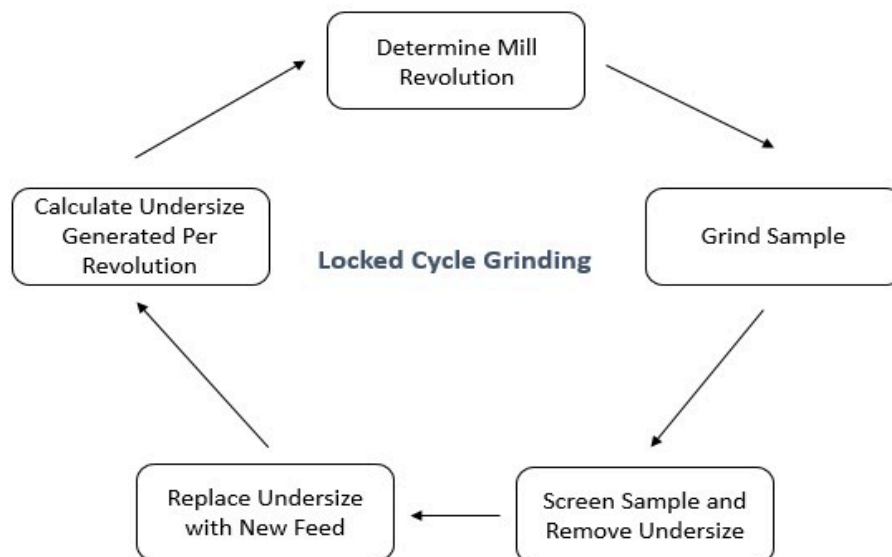 Determine Mill
Revolution
Calculate Undersize
Generated Per
Revolution
Grind Sample
Locked Cycle Grinding
Replace Undersize
with New Feed
Screen Sample and
Remove Undersize